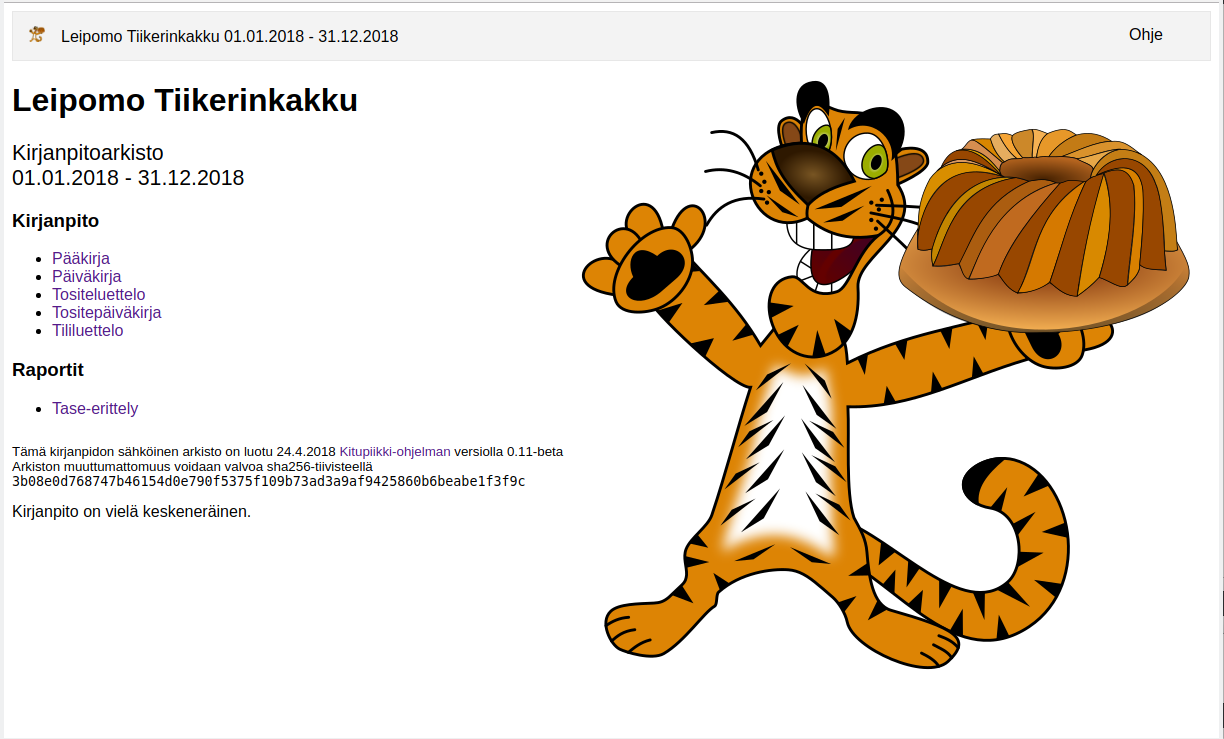 Leipomo Tiikerinkakku 01.01.2018 - 31.12.2018
Ohje
Leipomo Tiikerinkakku
Kirjanpitoarkisto
01.01.2018 - 31.12.2018
Kirjanpito
Pääkirja
Päiväkirja
Tositeluettelo
Tositepäiväkirja
Tililuettelo
Raportit
Tase-erittely
Tämä kirjanpidon sähköinen arkisto on luotu 24.4.2018 Kitupiikki-ohjelman versiolla 0.11-beta
Arkiston muuttumattomuus voidaan valvoa sha256-tiivisteellä
3b08e0d768747b46154d0e790f5375f109b73ad3a9af9425860b6beabe1f3f9c
Kirjanpito on vielä keskeneräinen.